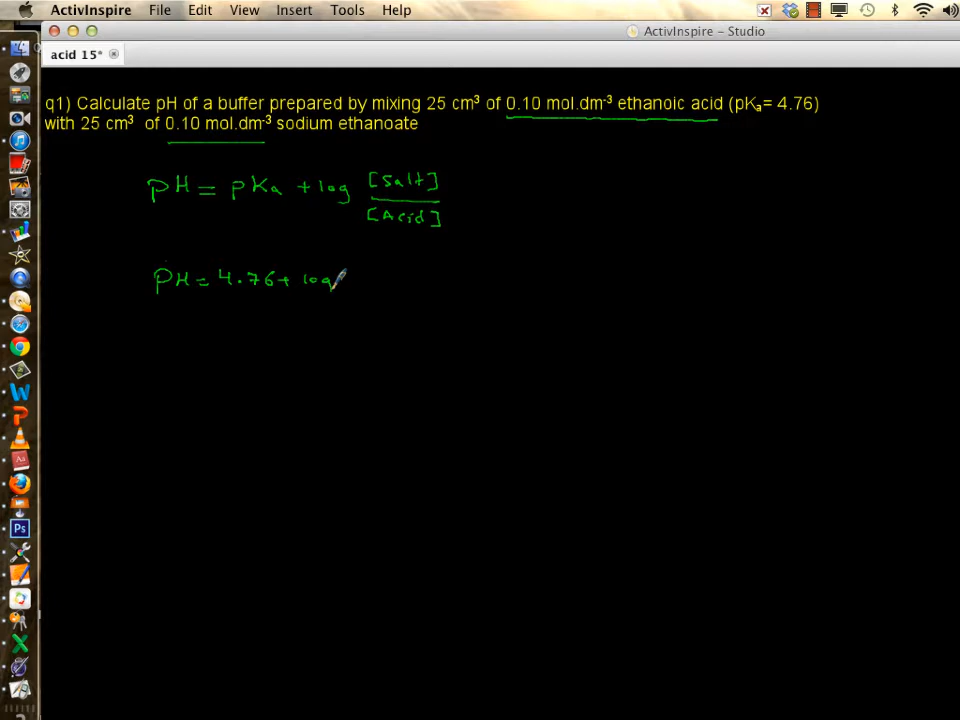 ActivInspire File Edit View Insert Tools Help
ActivInspire – Studio
acid 15*
q1) Calculate pH of a buffer prepared by mixing 25 cm³ of 0.10 mol.dm⁻³ ethanoic acid (pKₐ= 4.76)
with 25 cm³ of 0.10 mol.dm⁻³ sodium ethanoate
pH = pKa + log [Salt]
[Acid]
PH = 4.76 + log
W
Aa
Ps